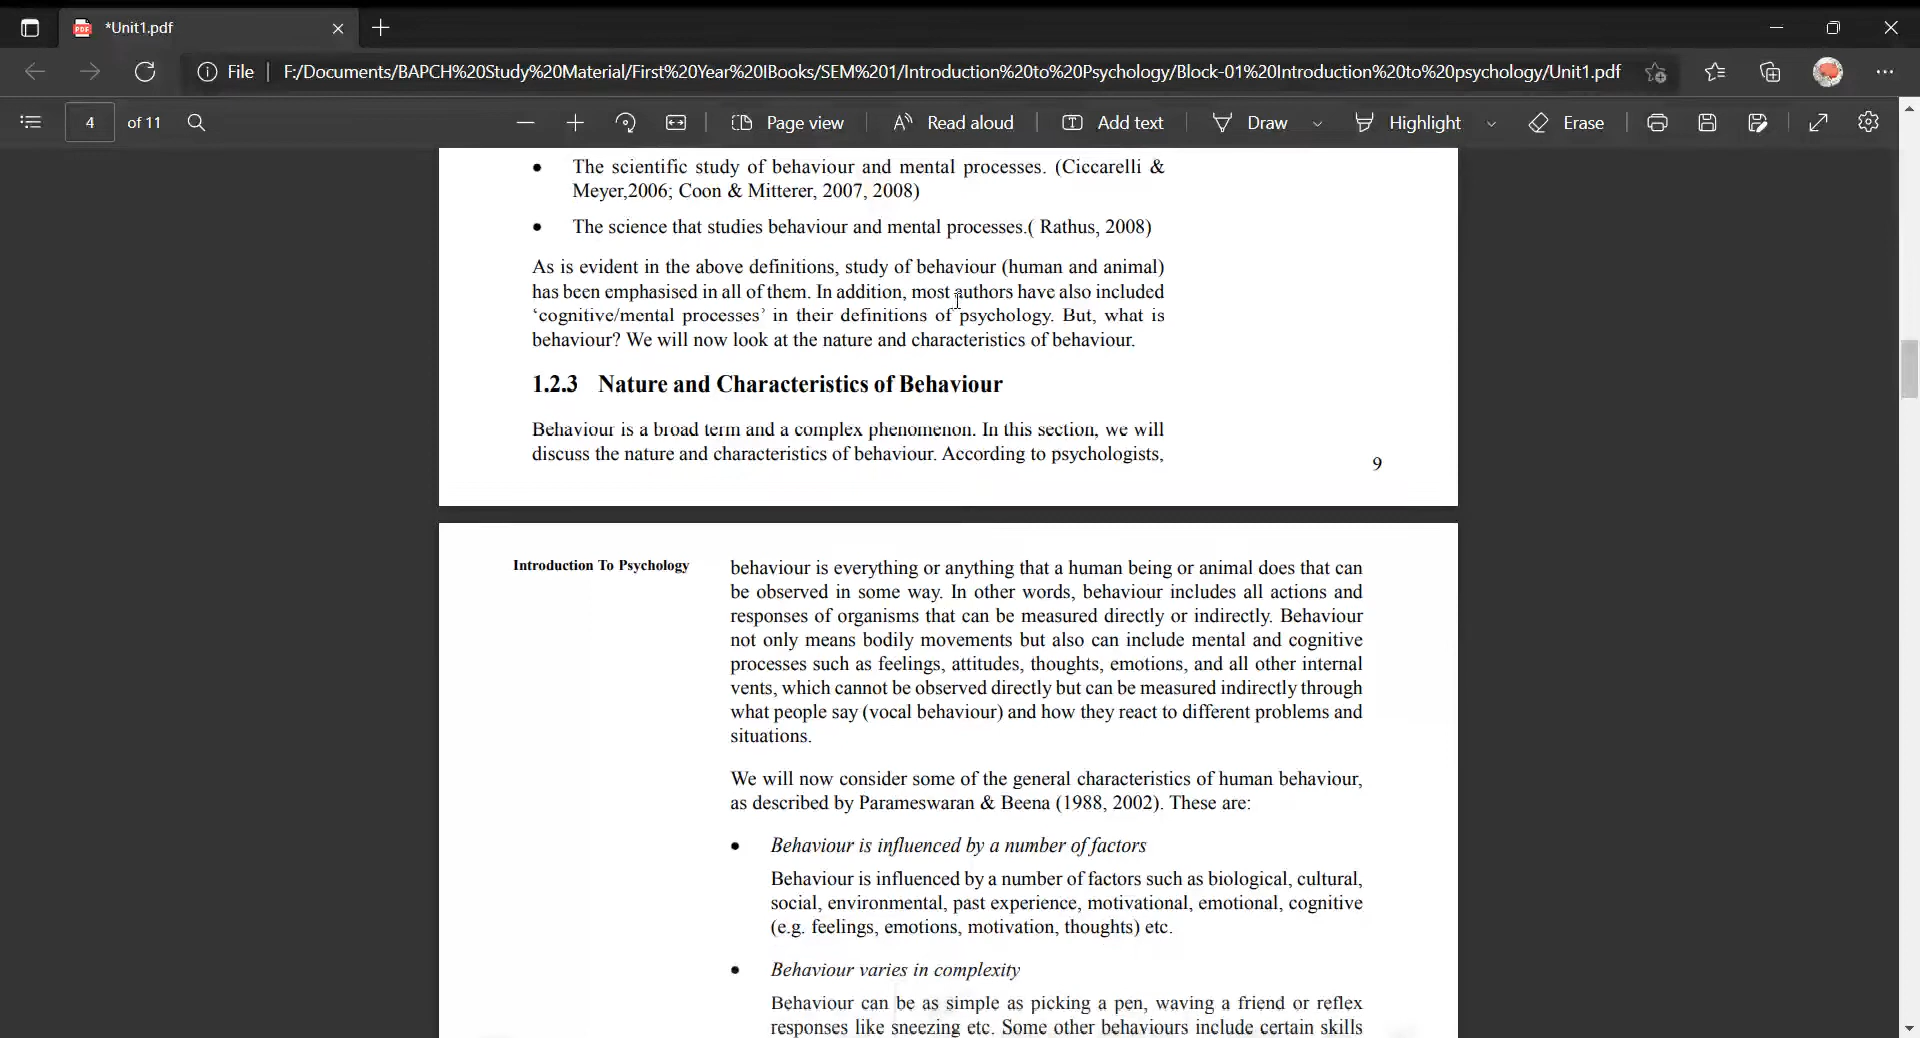 *Unit1.pdf
File
F:/Documents/BAPCH%20Study%20Material/First%20Year%20IBooks/SEM%201/Introduction%20to%20Psychology/Block-01%20Introduction%20to%20psychology/Unit1.pdf
4 of 11
Page view
Read aloud
Add text
Draw
Highlight
Erase
• The scientific study of behaviour and mental processes. (Ciccarelli &
Meyer,2006; Coon & Mitterer, 2007, 2008)
• The science that studies behaviour and mental processes.( Rathus, 2008)
As is evident in the above definitions, study of behaviour (human and animal)
has been emphasised in all of them. In addition, most authors have also included
‘cognitive/mental processes’ in their definitions of psychology. But, what is
behaviour? We will now look at the nature and characteristics of behaviour.
1.2.3 Nature and Characteristics of Behaviour
Behaviour is a broad term and a complex phenomenon. In this section, we will
discuss the nature and characteristics of behaviour. According to psychologists,
9
Introduction To Psychology
behaviour is everything or anything that a human being or animal does that can
be observed in some way. In other words, behaviour includes all actions and
responses of organisms that can be measured directly or indirectly. Behaviour
not only means bodily movements but also can include mental and cognitive
processes such as feelings, attitudes, thoughts, emotions, and all other internal
vents, which cannot be observed directly but can be measured indirectly through
what people say (vocal behaviour) and how they react to different problems and
situations.
We will now consider some of the general characteristics of human behaviour,
as described by Parameswaran & Beena (1988, 2002). These are:
• Behaviour is influenced by a number of factors
Behaviour is influenced by a number of factors such as biological, cultural,
social, environmental, past experience, motivational, emotional, cognitive
(e.g. feelings, emotions, motivation, thoughts) etc.
• Behaviour varies in complexity
Behaviour can be as simple as picking a pen, waving a friend or reflex
responses like sneezing etc. Some other behaviours include certain skills